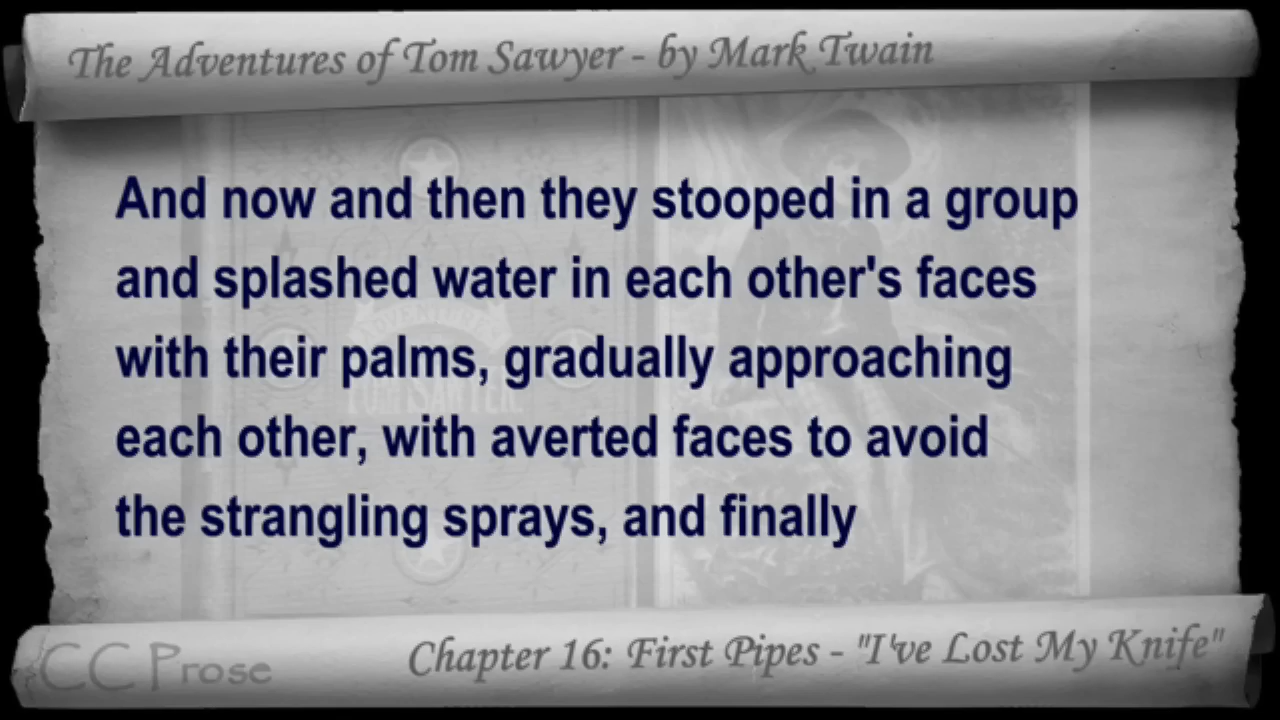 The Adventures of Tom Sawyer - by Mark Twain
And now and then they stooped in a group
and splashed water in each other's faces
with their palms, gradually approaching
each other, with averted faces to avoid
the strangling sprays, and finally
CC Prose
Chapter 16: First Pipes - "I've Lost My Knife"